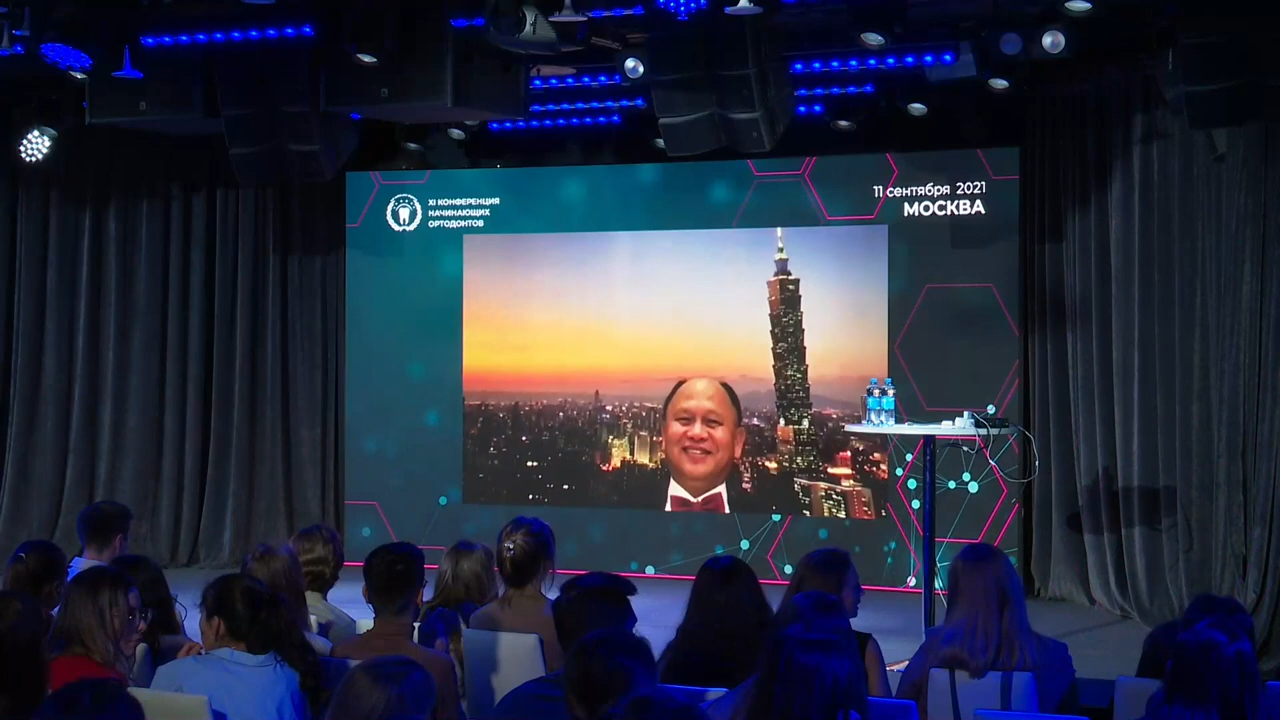 XI КОНФЕРЕНЦИЯ
НАЧИНАЮЩИХ
ОРТОДОНТОВ
11 сентября 2021
МОСКВА